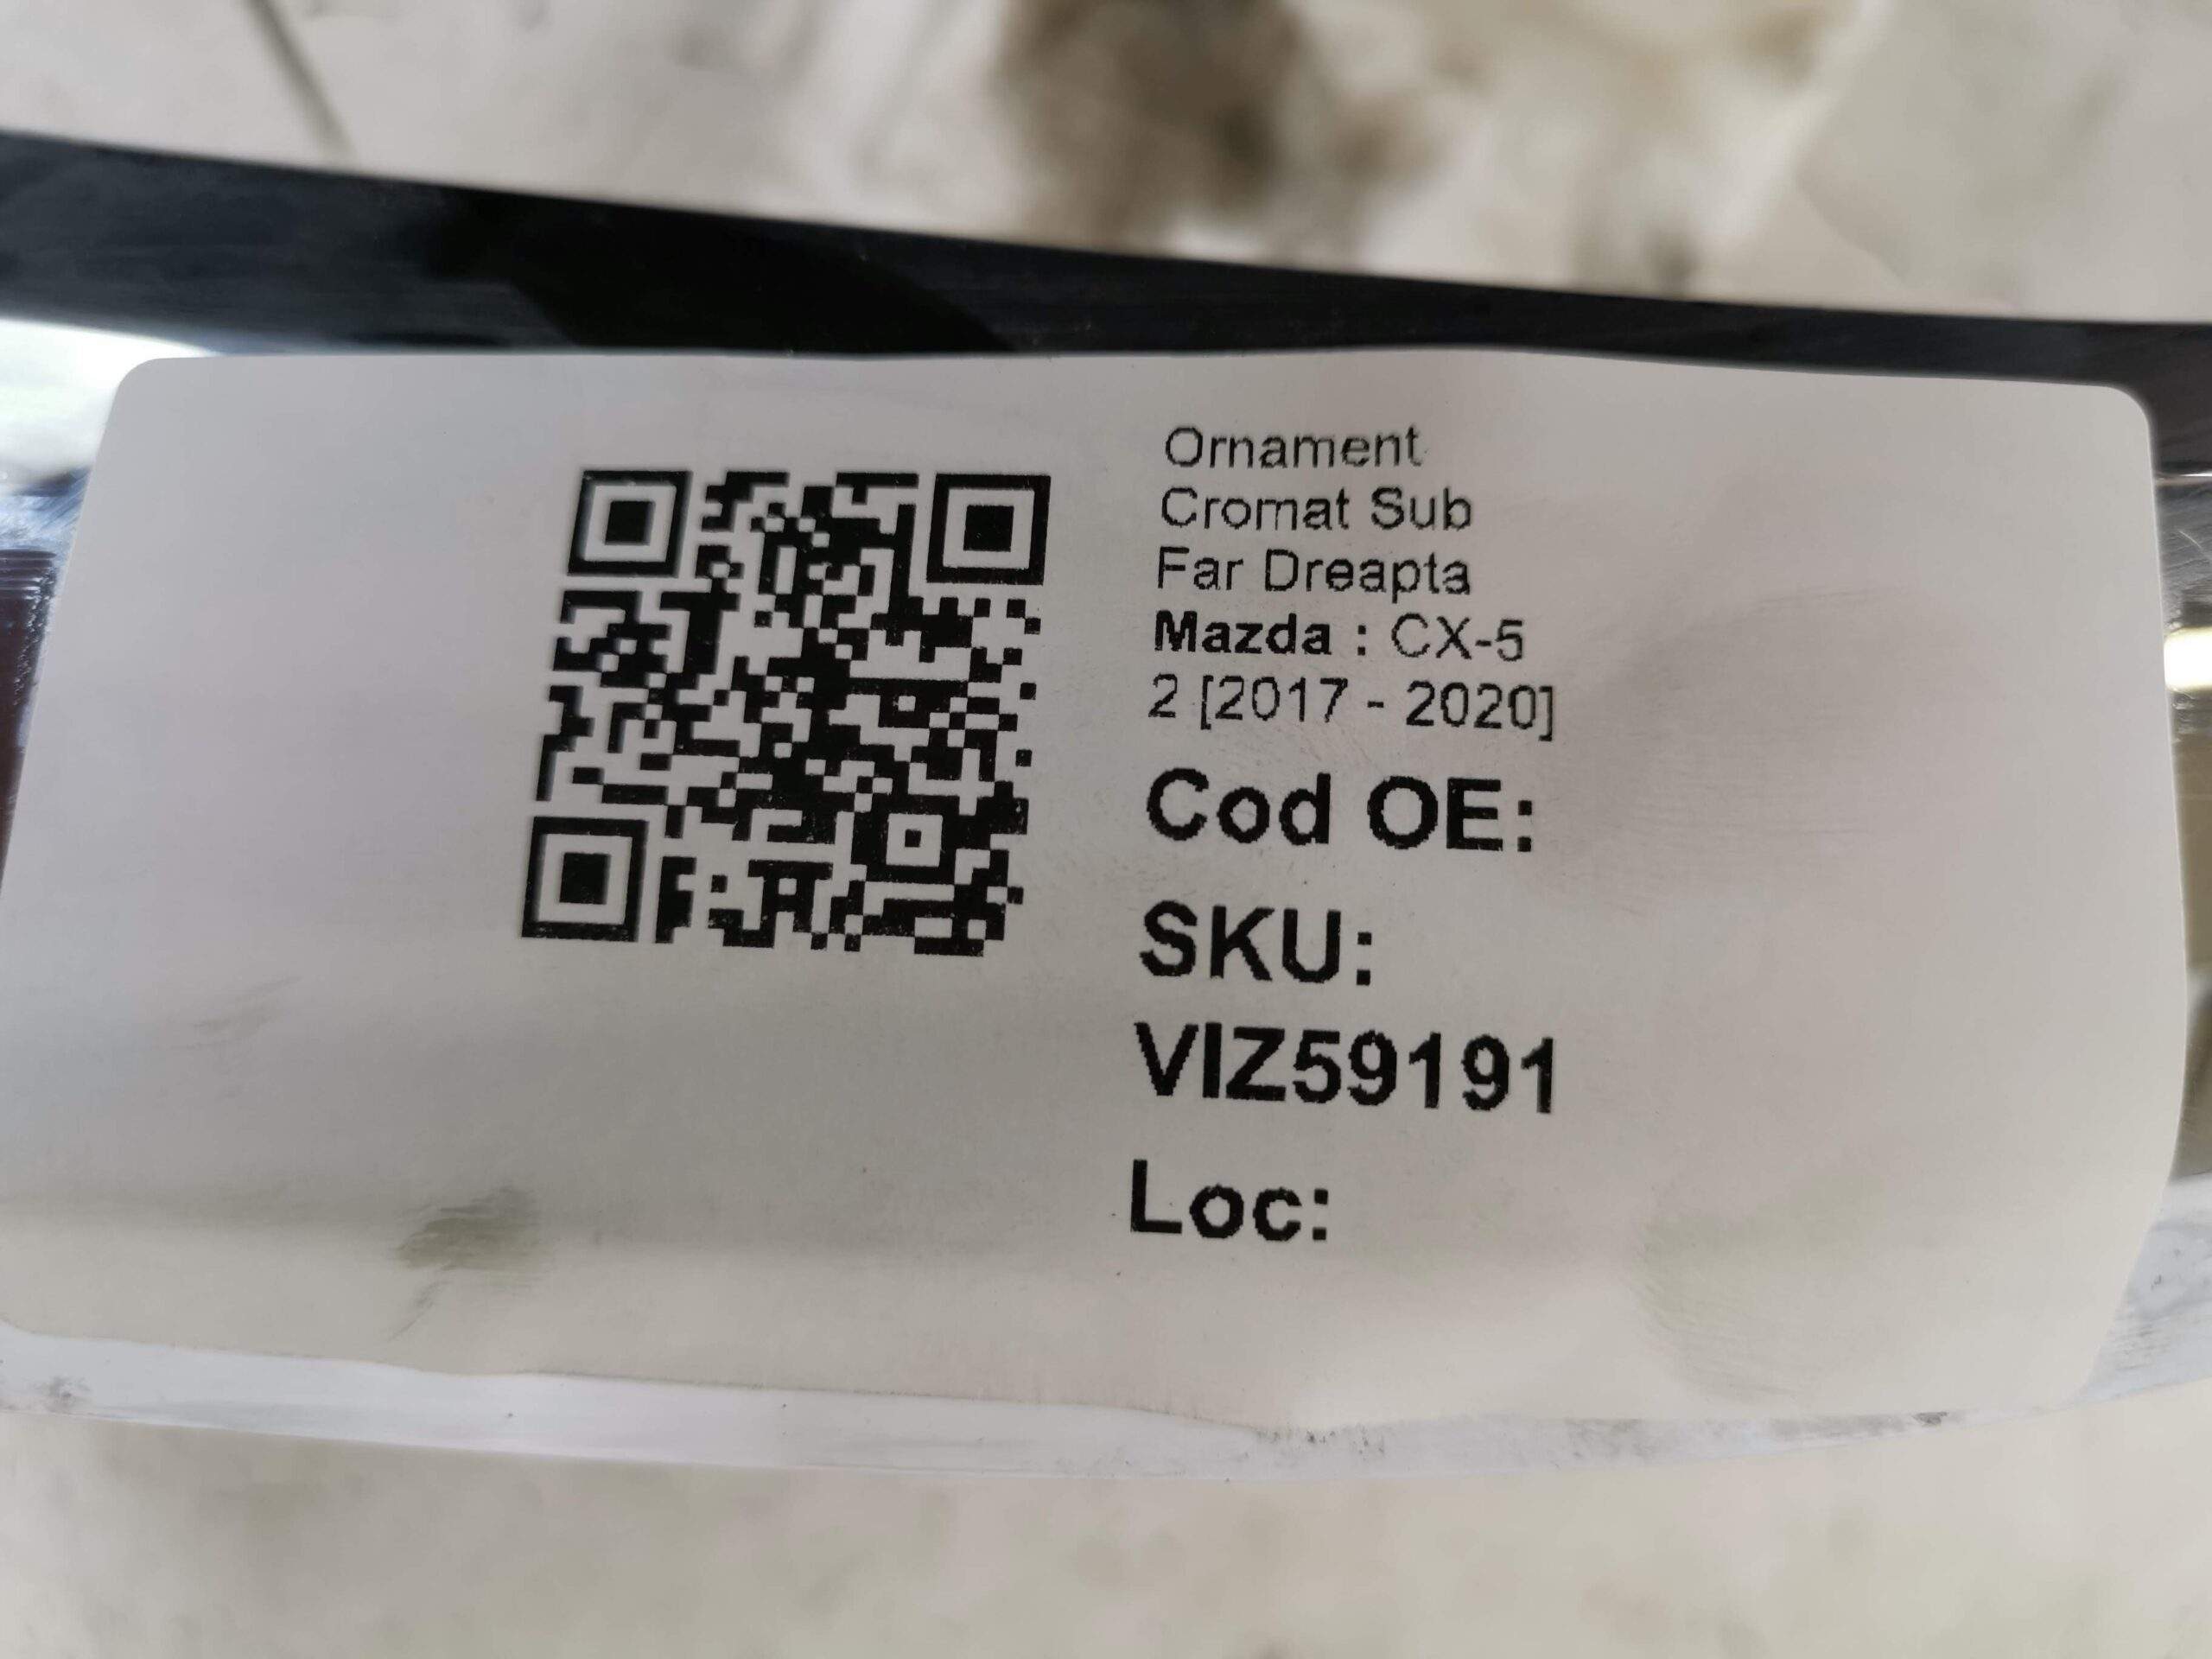 Ornament
Cromat Sub
Far Dreapta
Mazda : CX-5
2 [2017 - 2020]
Cod OE:
SKU:
VIZ59191
Loc: